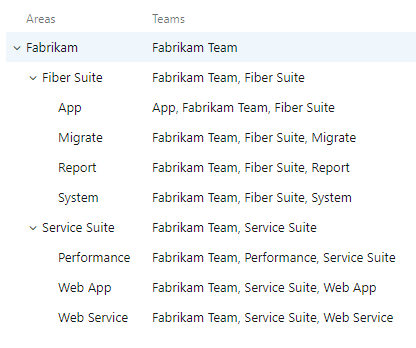 Areas Teams
Fabrikam Fabrikam Team
Fiber Suite Fabrikam Team, Fiber Suite
App App, Fabrikam Team, Fiber Suite
Migrate Fabrikam Team, Fiber Suite, Migrate
Report Fabrikam Team, Fiber Suite, Report
System Fabrikam Team, Fiber Suite, System
Service Suite Fabrikam Team, Service Suite
Performance Fabrikam Team, Performance, Service Suite
Web App Fabrikam Team, Service Suite, Web App
Web Service Fabrikam Team, Service Suite, Web Service